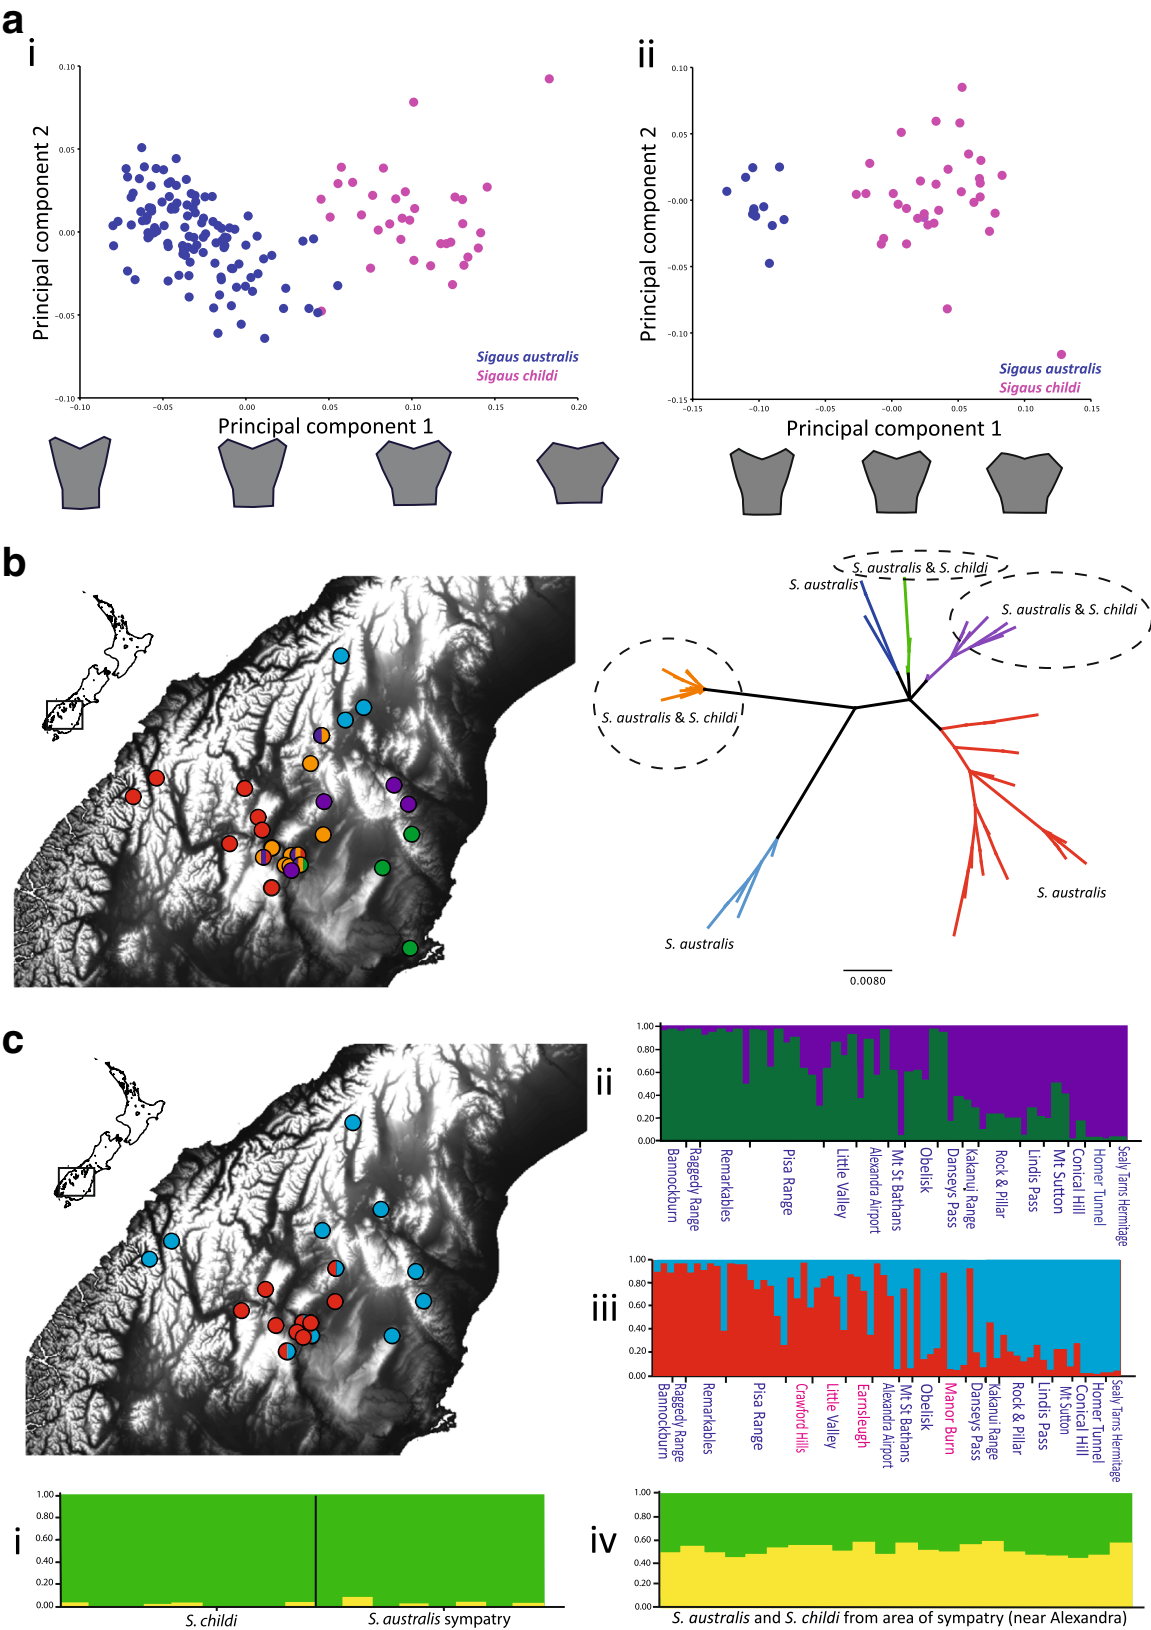 a
i
0.10
0.05
0.00
−0.05
−0.10
−0.10
−0.05
0.00
0.05
0.10
0.15
0.20
Principal component 2
Principal component 1
Sigaus australis
Sigaus childi
ii
0.10
0.05
−0.00
−0.05
−0.10
−0.15
−0.15
−0.10
−0.05
−0.00
0.05
0.10
0.15
Principal component 2
Principal component 1
Sigaus australis
Sigaus childi
b
S. australis & S. childi
S. australis
S. australis & S. childi
S. australis & S. childi
S. australis
S. australis
0.0080
c
ii
1.00
0.80
0.60
0.40
0.20
0.00
Bannockburn
Raggedy Range
Remarkables
Pisa Range
Little Valley
Alexandra Airport
Mt St Bathans
Obelisk
Danseys Pass
Kakanuj Range
Rock & Pillar
Lindis Pass
Mt Sutton
Conical Hill
Homer Tunnel
Sealy Tarns Hermitage
iii
1.00
0.80
0.60
0.40
0.20
0.00
Bannockburn
Raggedy Range
Remarkables
Pisa Range
Crawford Hills
Little Valley
Earnsleugh
Alexandra Airport
Mt St Bathans
Obelisk
Manor Burn
Danseys Pass
Kakanui Range
Rock & Pillar
Lindis Pass
Mt Sutton
Conical Hill
Homer Tunnel
Sealy Tarns Hermitage
i
1.00
0.80
0.60
0.40
0.20
0.00
S. childi
S. australis sympatry
iv
1.00
0.80
0.60
0.40
0.20
0.00
S. australis and S. childi from area of sympatry (near Alexandra)